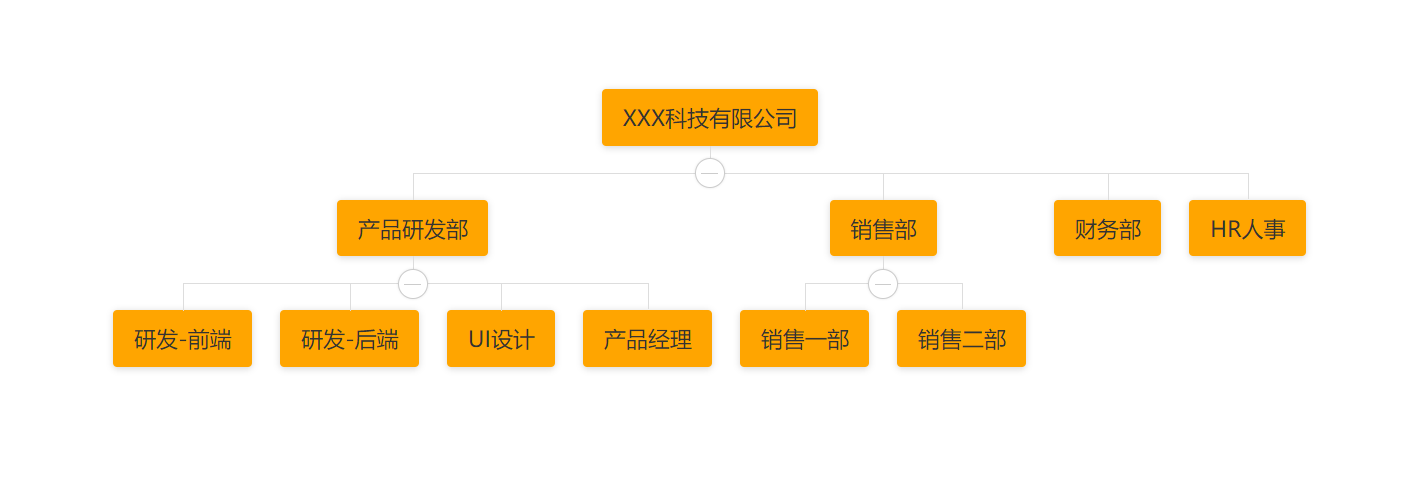 XXX科技有限公司
产品研发部
销售部
财务部
HR人事
研发-前端
研发-后端
UI设计
产品经理
销售一部
销售二部